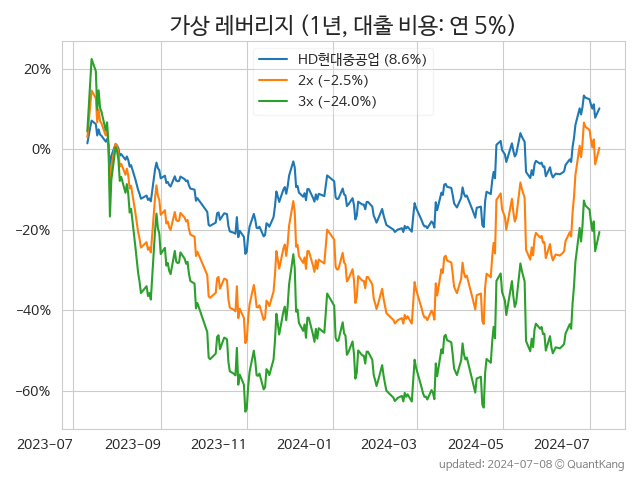 가상 레버리지 (1년, 대출 비용: 연 5%)
HD현대중공업 (8.6%)
2x (−2.5%)
3x (−24.0%)
20%
0%
−20%
−40%
−60%
2023-07 2023-09 2023-11 2024-01 2024-03 2024-05 2024-07
updated: 2024-07-08 © QuantKang